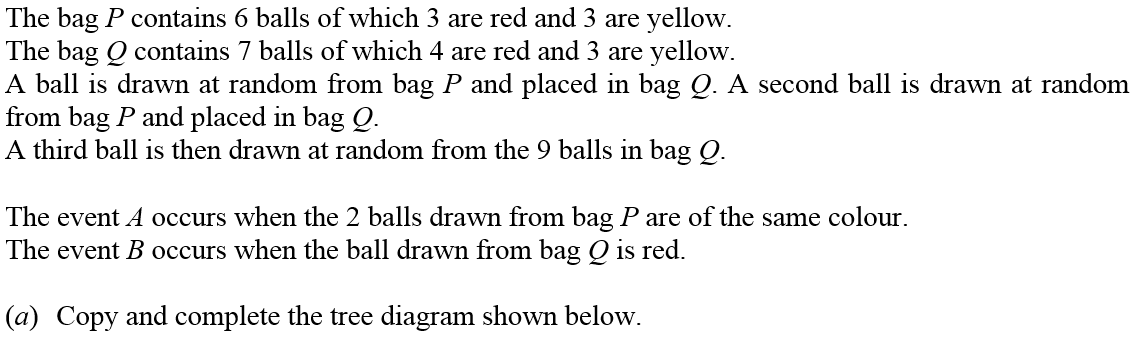 The bag P contains 6 balls of which 3 are red and 3 are yellow.
The bag Q contains 7 balls of which 4 are red and 3 are yellow.
A ball is drawn at random from bag P and placed in bag Q. A second ball is drawn at random
from bag P and placed in bag Q.
A third ball is then drawn at random from the 9 balls in bag Q.
The event A occurs when the 2 balls drawn from bag P are of the same colour.
The event B occurs when the ball drawn from bag Q is red.
(a) Copy and complete the tree diagram shown below.